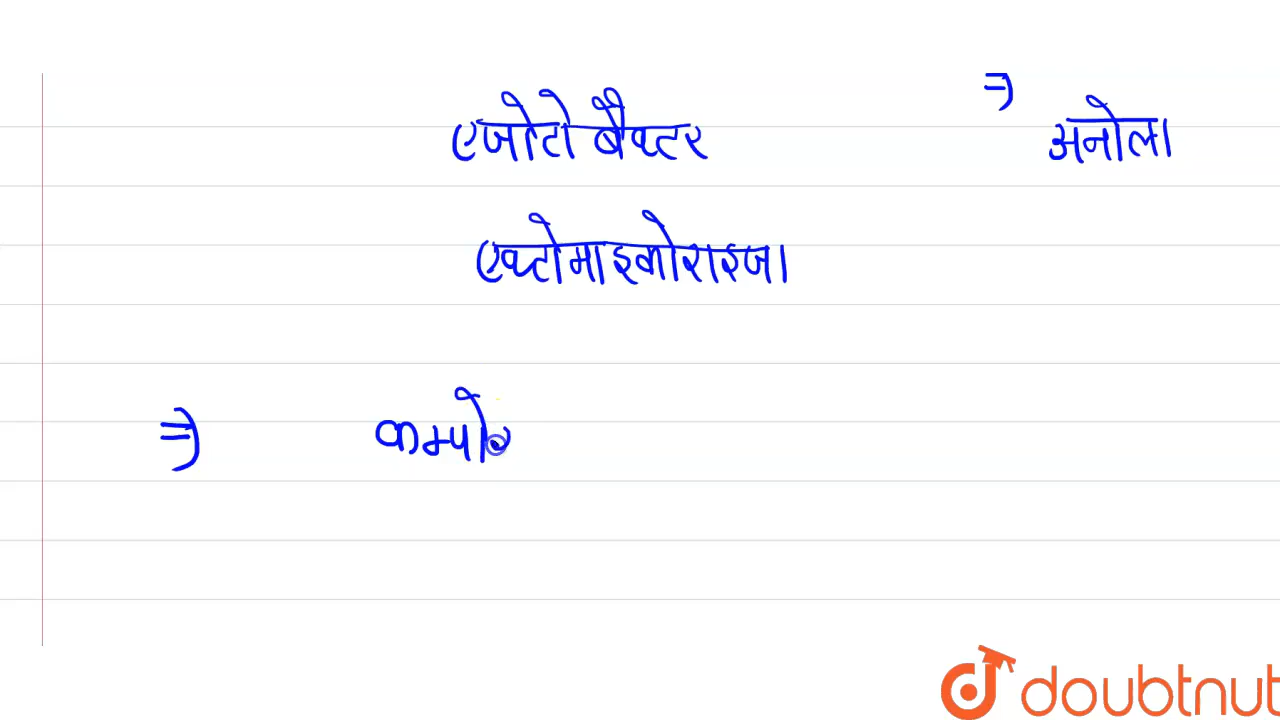 ⇒
एजोटो बैक्टर अनोला
एक्टोमाइकोराइजा
⇒ कम्पोस
doubtnut